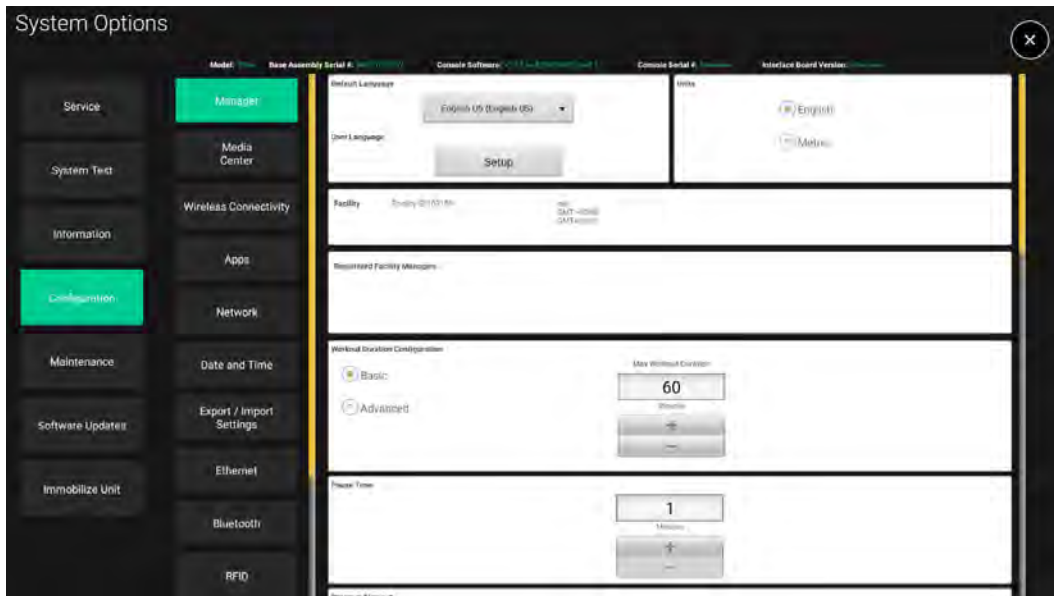 System Options
Model:
Base Assembly Serial #:
Console Software:
Console Serial #:
Interface Board Version:
Service
System Test
Information
Configuration
Maintenance
Software Updates
Immobilize Unit
Manager
Media
Center
Wireless Connectivity
Apps
Network
Date and Time
Export / Import
Settings
Ethernet
Bluetooth
RFID
Default Language
English US (English US)
User Language
Setup
Units
English
Metric
Facility
Registered Facility Managers
Workout Duration Configuration
Basic
Advanced
Max Workout Duration
60
Minutes
+
−
Pause Time
1
Minutes
+
−